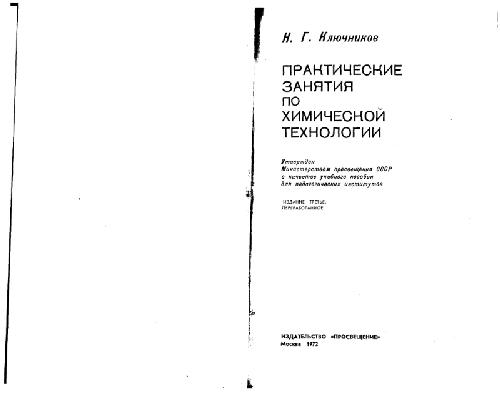 Н. Г. Ключников
ПРАКТИЧЕСКИЕ
ЗАНЯТИЯ
ПО
ХИМИЧЕСКОЙ
ТЕХНОЛОГИИ
Утвержден
Министерством просвещения СССР
в качестве учебного пособия
для педагогических институтов
ИЗДАНИЕ ТРЕТЬЕ,
ПЕРЕРАБОТАННОЕ
ИЗДАТЕЛЬСТВО «ПРОСВЕЩЕНИЕ»
Москва 1972